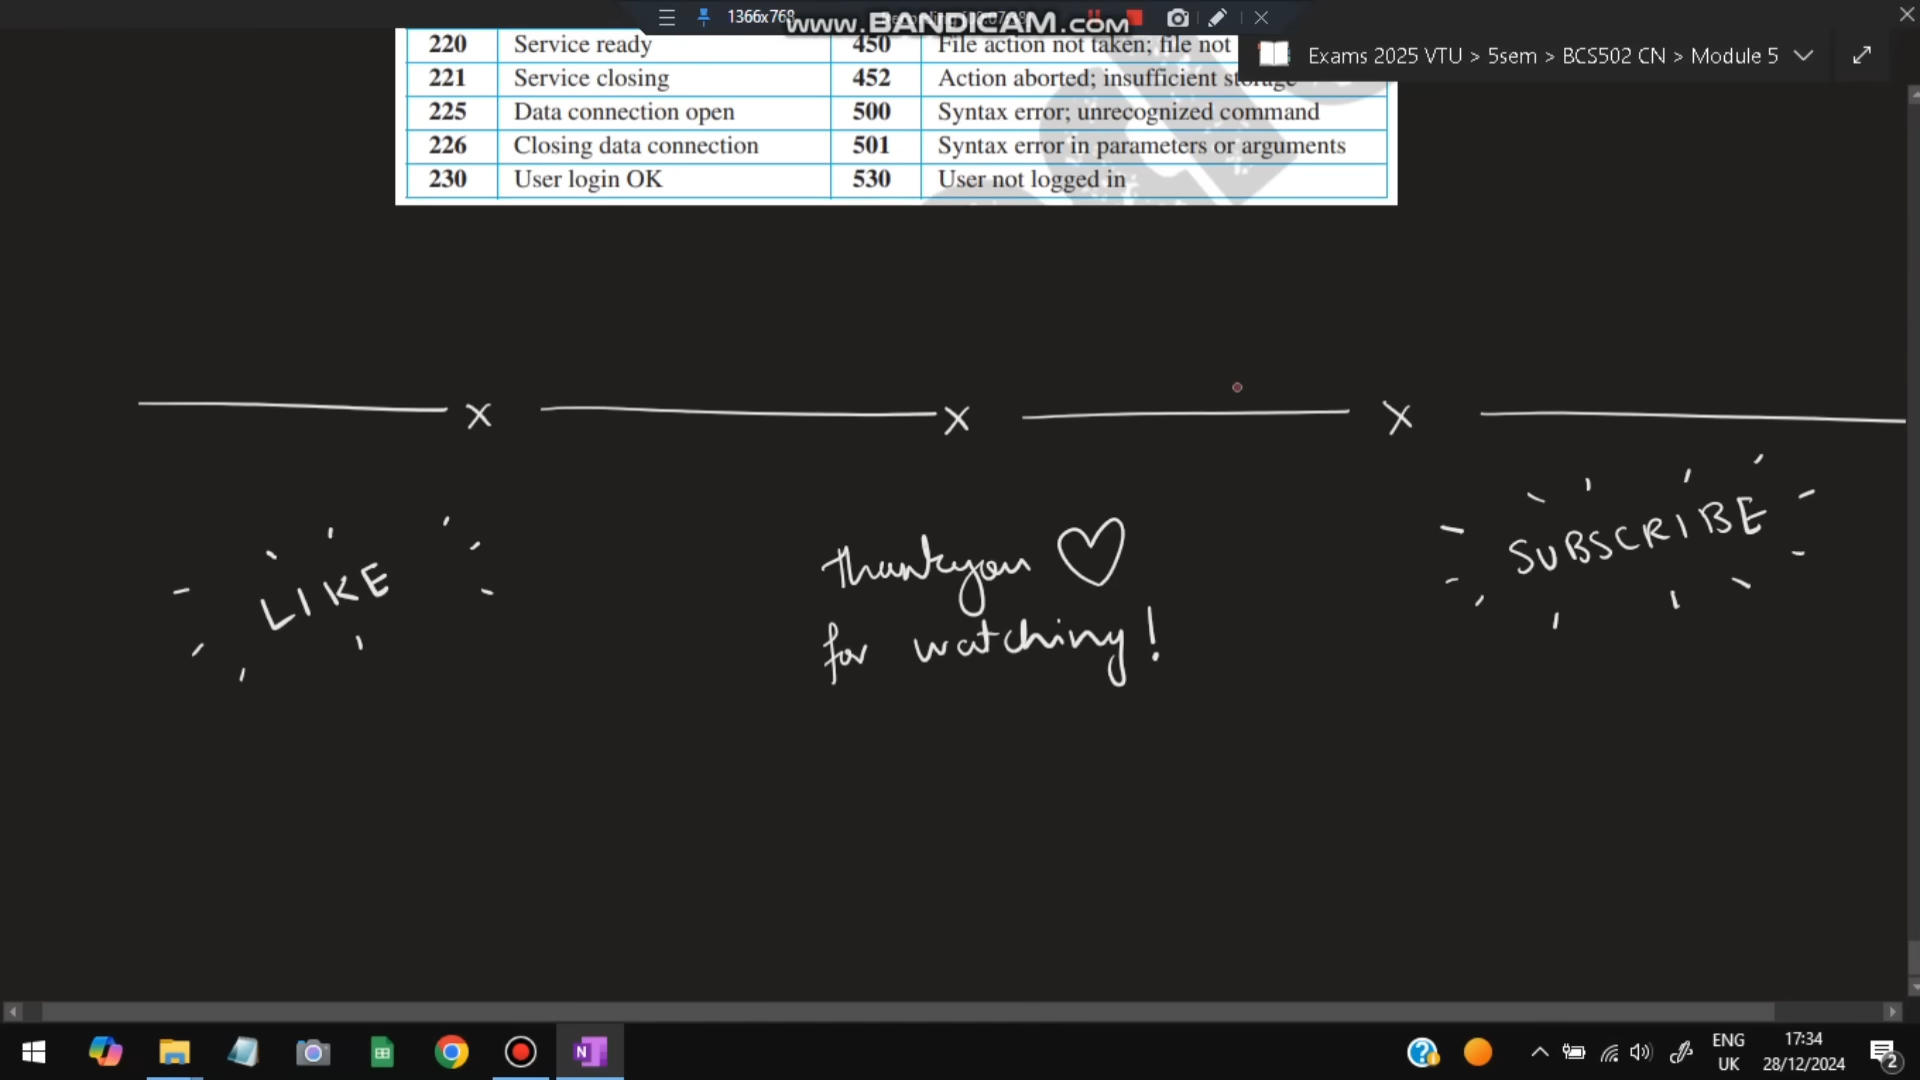 1366x768
www.BANDICAM.com
220 Service ready 450 File action not taken; file not
Exams 2025 VTU > 5sem > BCS502 CN > Module 5
221 Service closing 452 Action aborted; insufficient storage
225 Data connection open 500 Syntax error; unrecognized command
226 Closing data connection 501 Syntax error in parameters or arguments
230 User login OK 530 User not logged in
x x x
LIKE
thankyou
for watching!
SUBSCRIBE
ENG
UK
17:34
28/12/2024
2